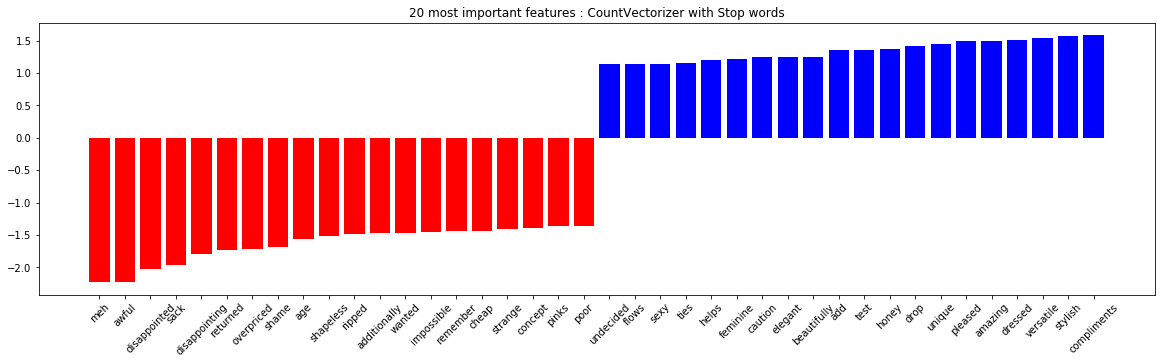 20 most important features : CountVectorizer with Stop words
1.5
1.0
0.5
0.0
−0.5
−1.0
−1.5
−2.0
meh
awful
disappointed
sack
disappointing
returned
overpriced
shame
age
shapeless
ripped
additionally
wanted
impossible
remember
cheap
strange
concept
pinks
poor
undecided
flows
sexy
ties
helps
feminine
caution
elegant
beautifully
add
test
honey
drop
unique
pleased
amazing
dressed
versatile
stylish
compliments